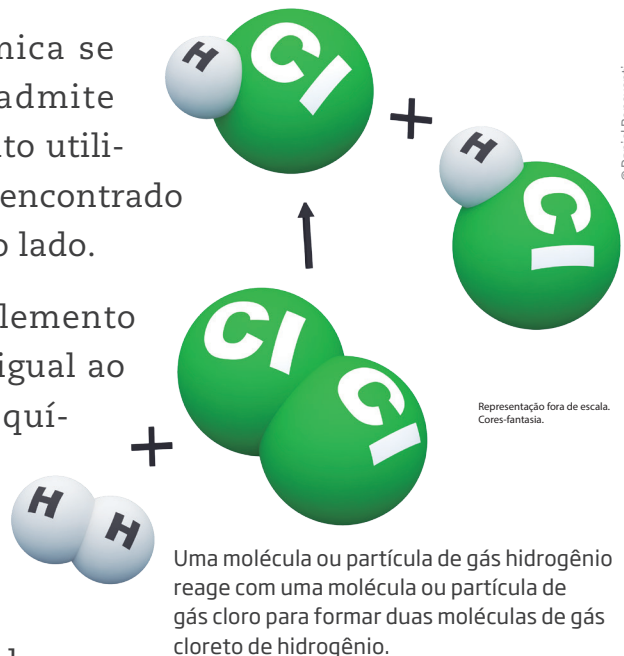 nica se
admite
to utili-
encontrado
o lado.
lemento
igual ao
quí-
H Cl
+
H Cl
Cl Cl
+
H H
Representação fora de escala.
Cores-fantasia.
Uma molécula ou partícula de gás hidrogênio
reage com uma molécula ou partícula de
gás cloro para formar duas moléculas de gás
cloreto de hidrogênio.